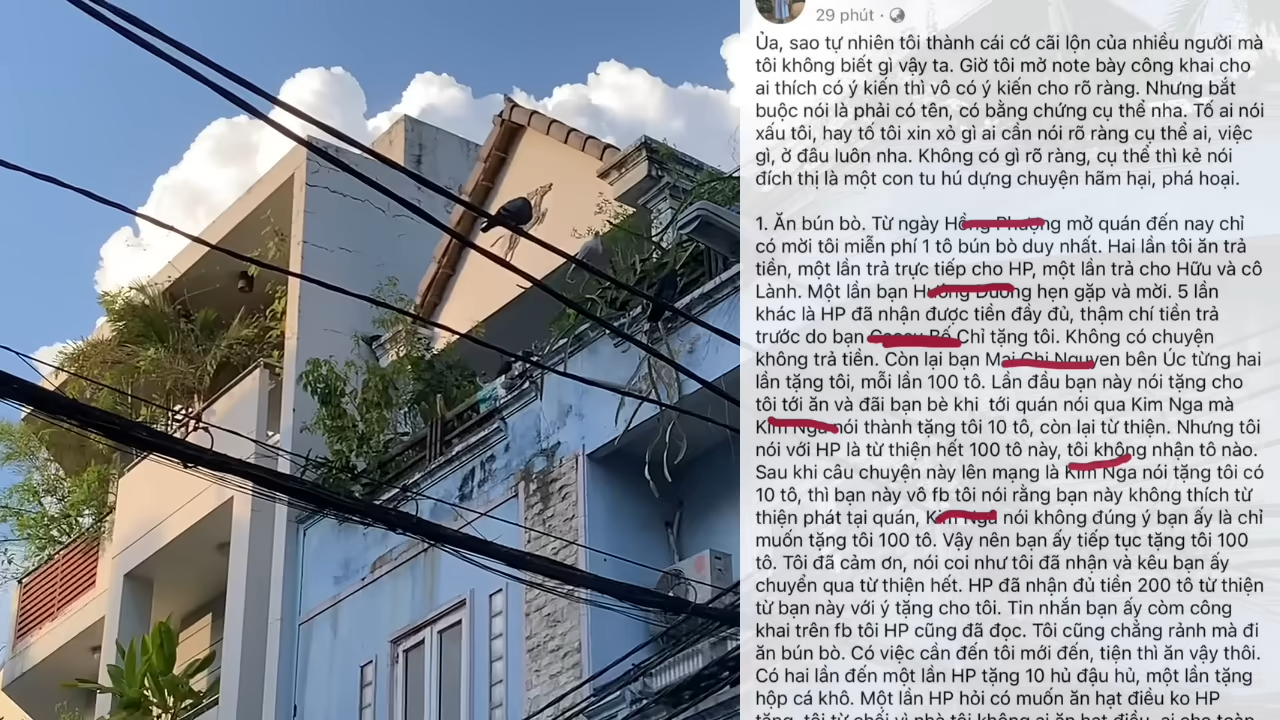 29 phút ·
Ủa, sao tự nhiên tôi thành cái cớ cãi lộn của nhiều người mà
tôi không biết gì vậy ta. Giờ tôi mở note bày công khai cho
ai thích có ý kiến thì vô có ý kiến cho rõ ràng. Nhưng bắt
buộc nói là phải có tên, có bằng chứng cụ thể nha. Tố ai nói
xấu tôi, hay tố tôi xin xỏ gì ai cần nói rõ ràng cụ thể ai, việc
gì, ở đâu luôn nha. Không có gì rõ ràng, cụ thể thì kẻ nói
đích thị là một con tu hú dựng chuyện hãm hại, phá hoại.
1. Ăn bún bò. Từ ngày Hồng Phượng mở quán đến nay chỉ
có mời tôi miễn phí 1 tô bún bò duy nhất. Hai lần tôi ăn trả
tiền, một lần trả trực tiếp cho HP, một lần trả cho Hữu và cô
Lành. Một lần bạn Hường Dương hẹn gặp và mời. 5 lần
khác là HP đã nhận được tiền đầy đủ, thậm chí tiền trả
trước do bạn Bố Chỉ tặng tôi. Không có chuyện
không trả tiền. Còn lại bạn Mai Chi Nguyen bên Úc từng hai
lần tặng tôi, mỗi lần 100 tô. Lần đầu bạn này nói tặng cho
tôi tới ăn và đãi bạn bè khi tới quán nói qua Kim Nga mà
Kim Nga nói thành tặng tôi 10 tô, còn lại từ thiện. Nhưng tôi
nói với HP là từ thiện hết 100 tô này, tôi không nhận tô nào.
Sau khi câu chuyện này lên mạng là Kim Nga nói tặng tôi có
10 tô, thì bạn này vô fb tôi nói rằng bạn này không thích từ
thiện phát tại quán, Kim Nga nói không đúng ý bạn ấy là chỉ
muốn tặng tôi 100 tô. Vậy nên bạn ấy tiếp tục tặng tôi 100
tô. Tôi đã cảm ơn, nói coi như tôi đã nhận và kêu bạn ấy
chuyển qua từ thiện hết. HP đã nhận đủ tiền 200 tô từ thiện
từ bạn này với ý tặng cho tôi. Tin nhắn bạn ấy còm công
khai trên fb tôi HP cũng đã đọc. Tôi cũng chẳng rảnh mà đi
ăn bún bò. Có việc cần đến tôi mới đến, tiện thì ăn vậy thôi.
Có hai lần đến một lần HP tặng 10 hủ đậu hủ, một lần tặng
hộp cá khô. Một lần HP hỏi có muốn ăn hạt điều ko HP
tặng, tôi từ chối vì nhà tôi không ai ăn hạt điều, ai cho toàn